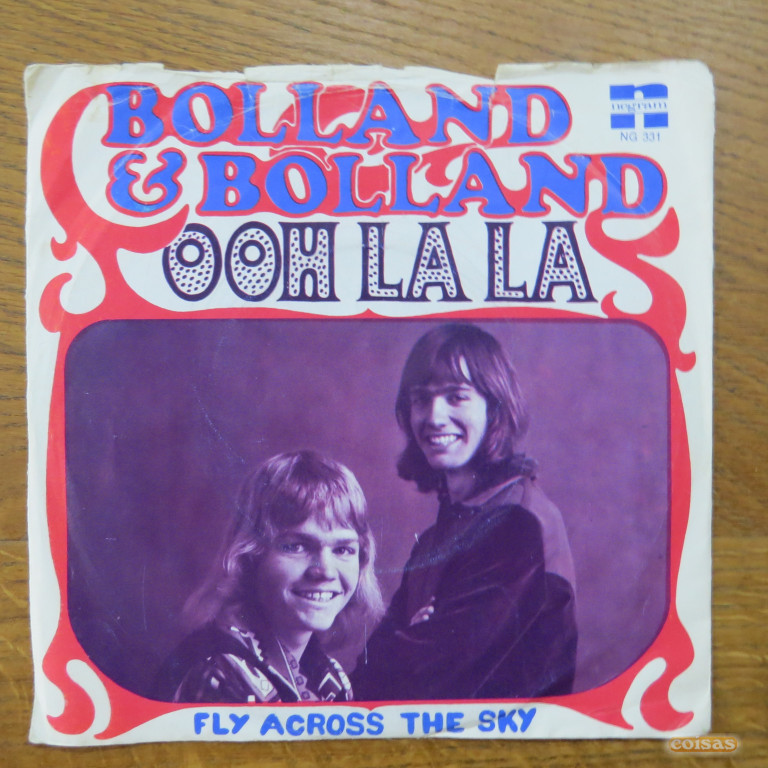 BOLLAND
& BOLLAND
negram
NG 331
OOH LA LA
FLY ACROSS THE SKY
coisas